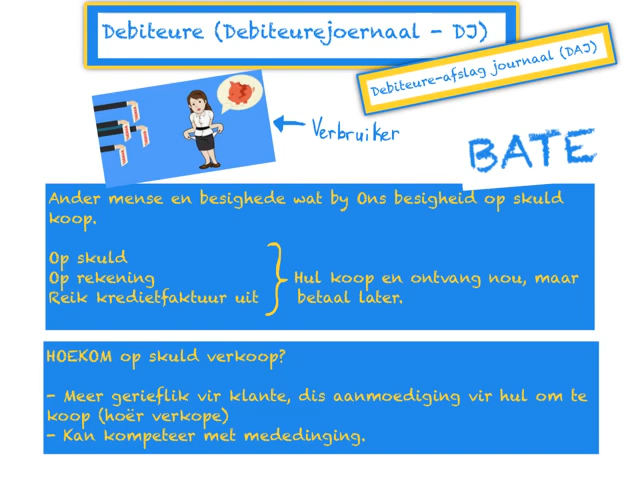 Debiteure (Debiteurejoernaal - DJ)
Debiteure-afslag journaal (DAJ)
Verbruiker
BATE
Ander mense en besighede wat by Ons besigheid op skuld
koop.
Op skuld
Op rekening
Reik kredietfaktuur uit
Hul koop en ontvang nou, maar
betaal later.
HOEKOM op skuld verkoop?
- Meer gerieflik vir klante, dis aanmoediging vir hul om te
koop (hoër verkope)
- Kan kompeteer met mededinging.